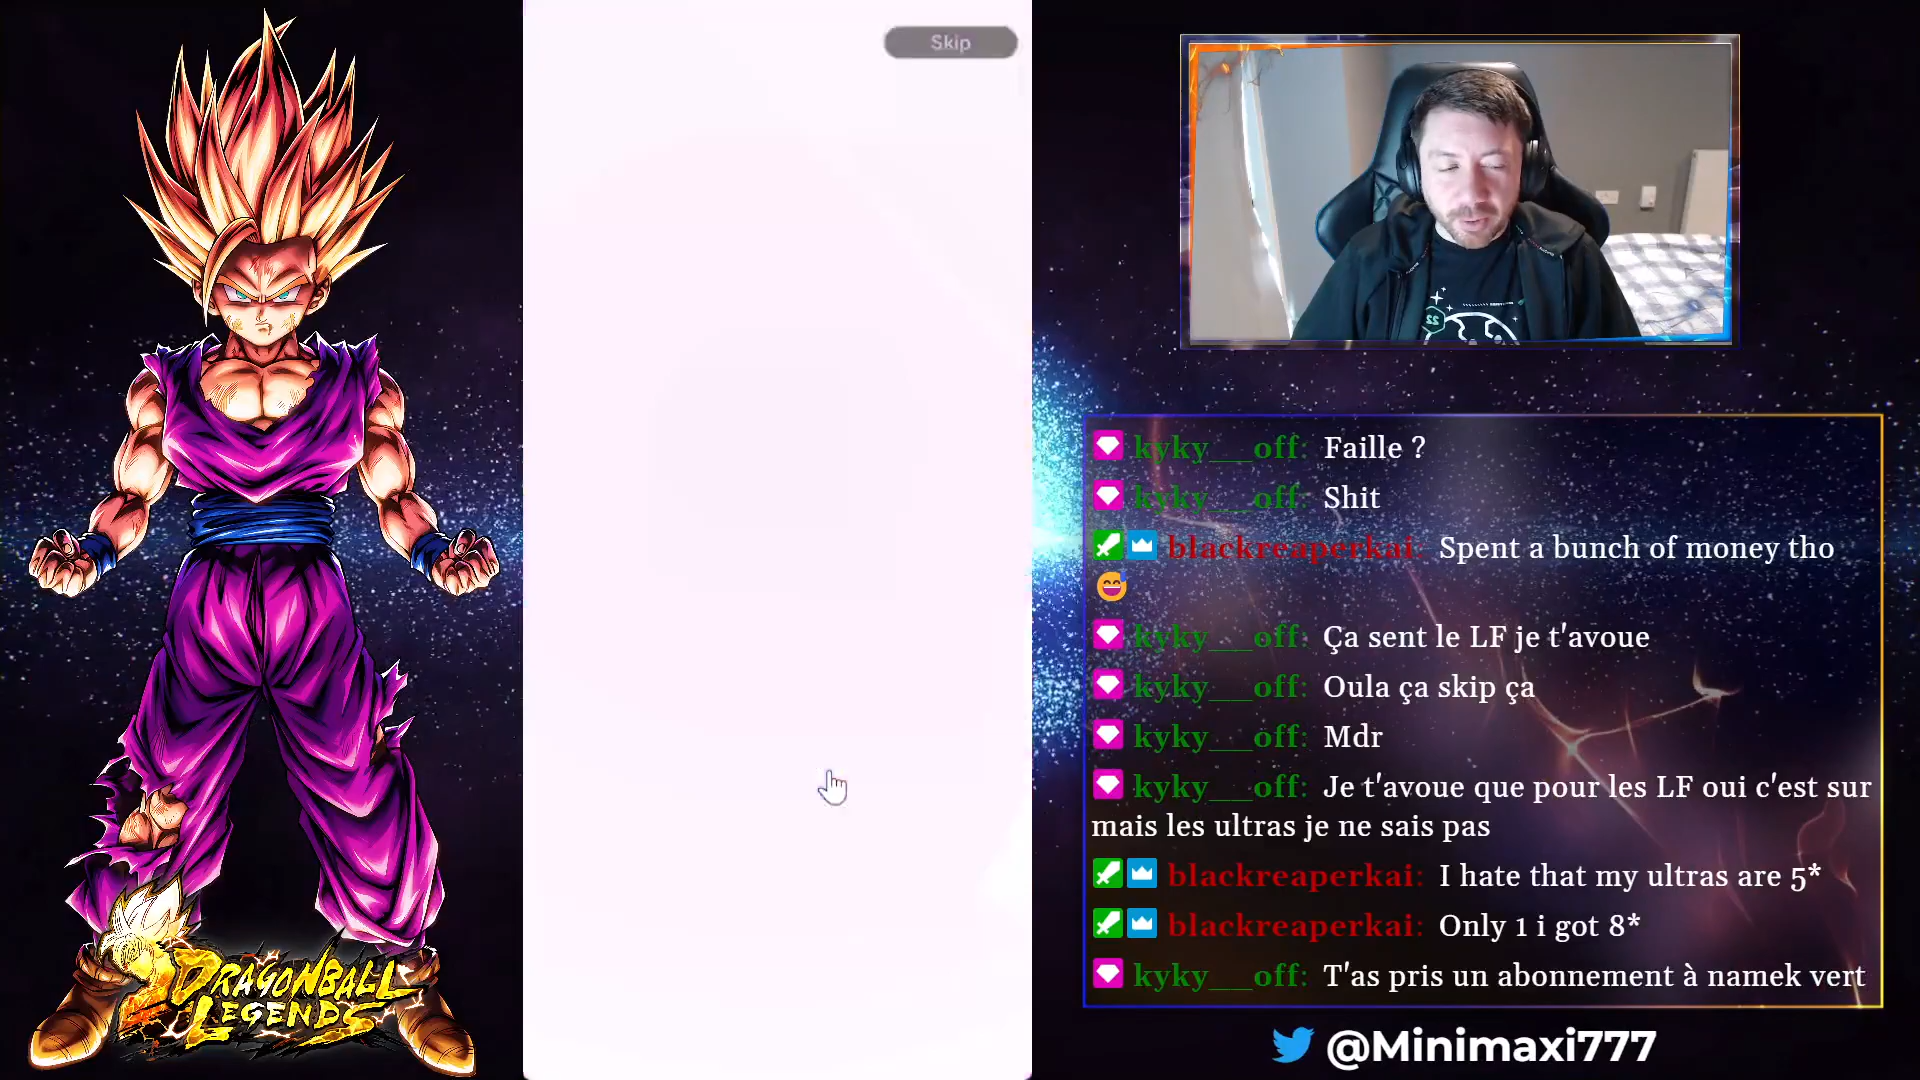 Skip
kyky__off: Faille ?
kyky__off: Shit
blackreaperkai: Spent a bunch of money tho
😅
kyky__off: Ça sent le LF je t'avoue
kyky__off: Oula ça skip ça
kyky__off: Mdr
kyky__off: Je t'avoue que pour les LF oui c'est sur
mais les ultras je ne sais pas
blackreaperkai: I hate that my ultras are 5*
blackreaperkai: Only 1 i got 8*
kyky__off: T'as pris un abonnement à namek vert
DRAGONBALL
LEGENDS
@Minimaxi777